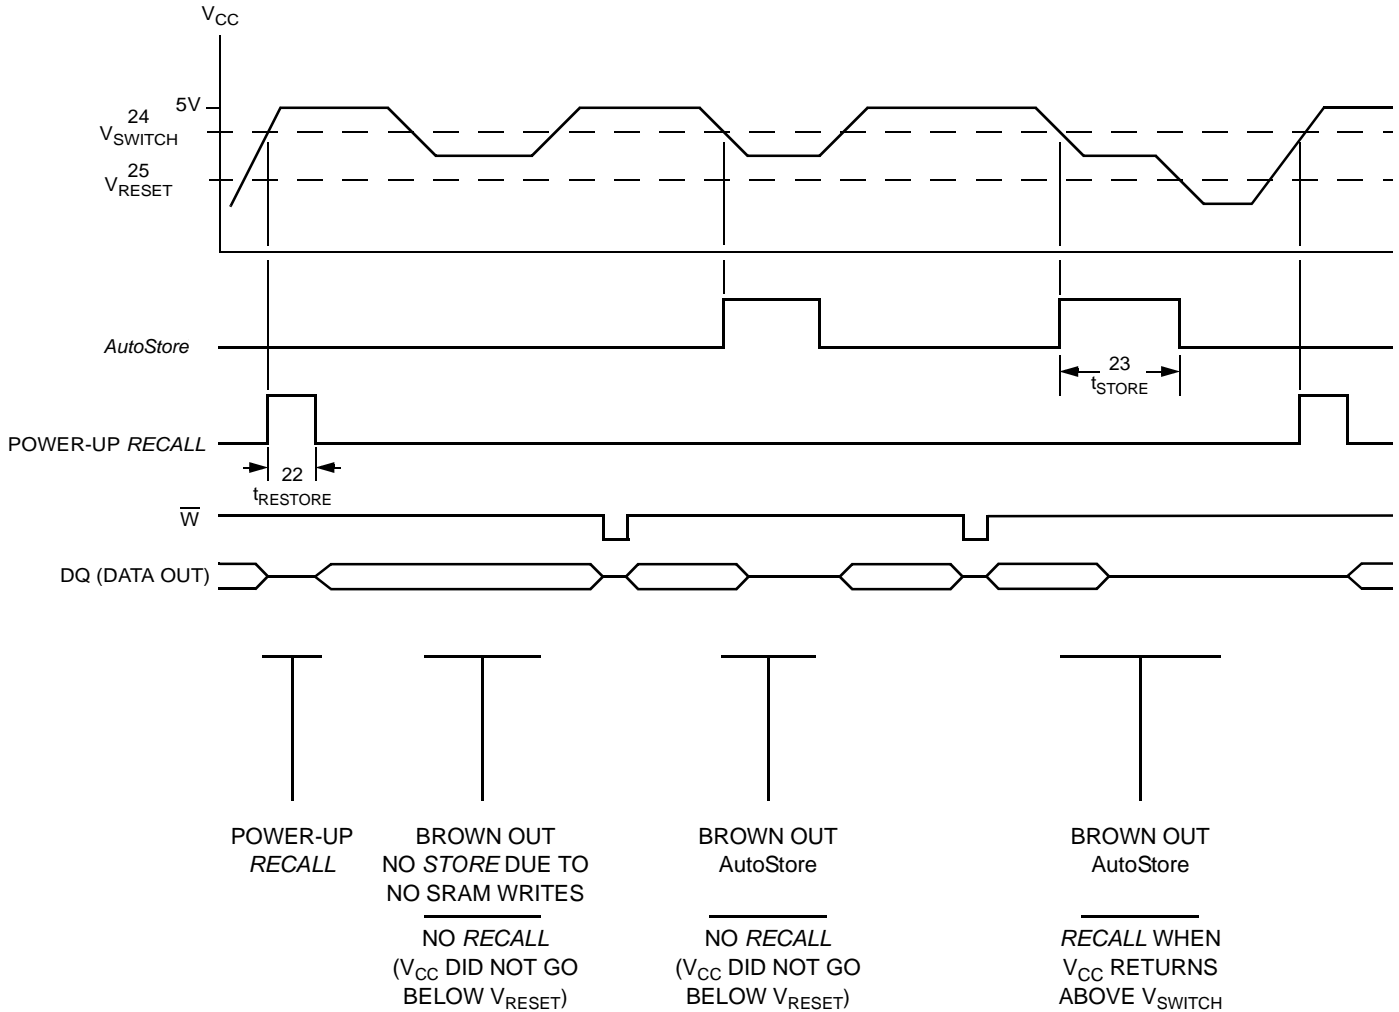 VCC
5V
24
VSWITCH
25
VRESET
AutoStore
23
tSTORE
POWER-UP RECALL
22
tRESTORE
W
DQ (DATA OUT)
POWER-UP
RECALL
BROWN OUT
NO STORE DUE TO
NO SRAM WRITES
NO RECALL
(VCC DID NOT GO
BELOW VRESET)
BROWN OUT
AutoStore
NO RECALL
(VCC DID NOT GO
BELOW VRESET)
BROWN OUT
AutoStore
RECALL WHEN
VCC RETURNS
ABOVE VSWITCH